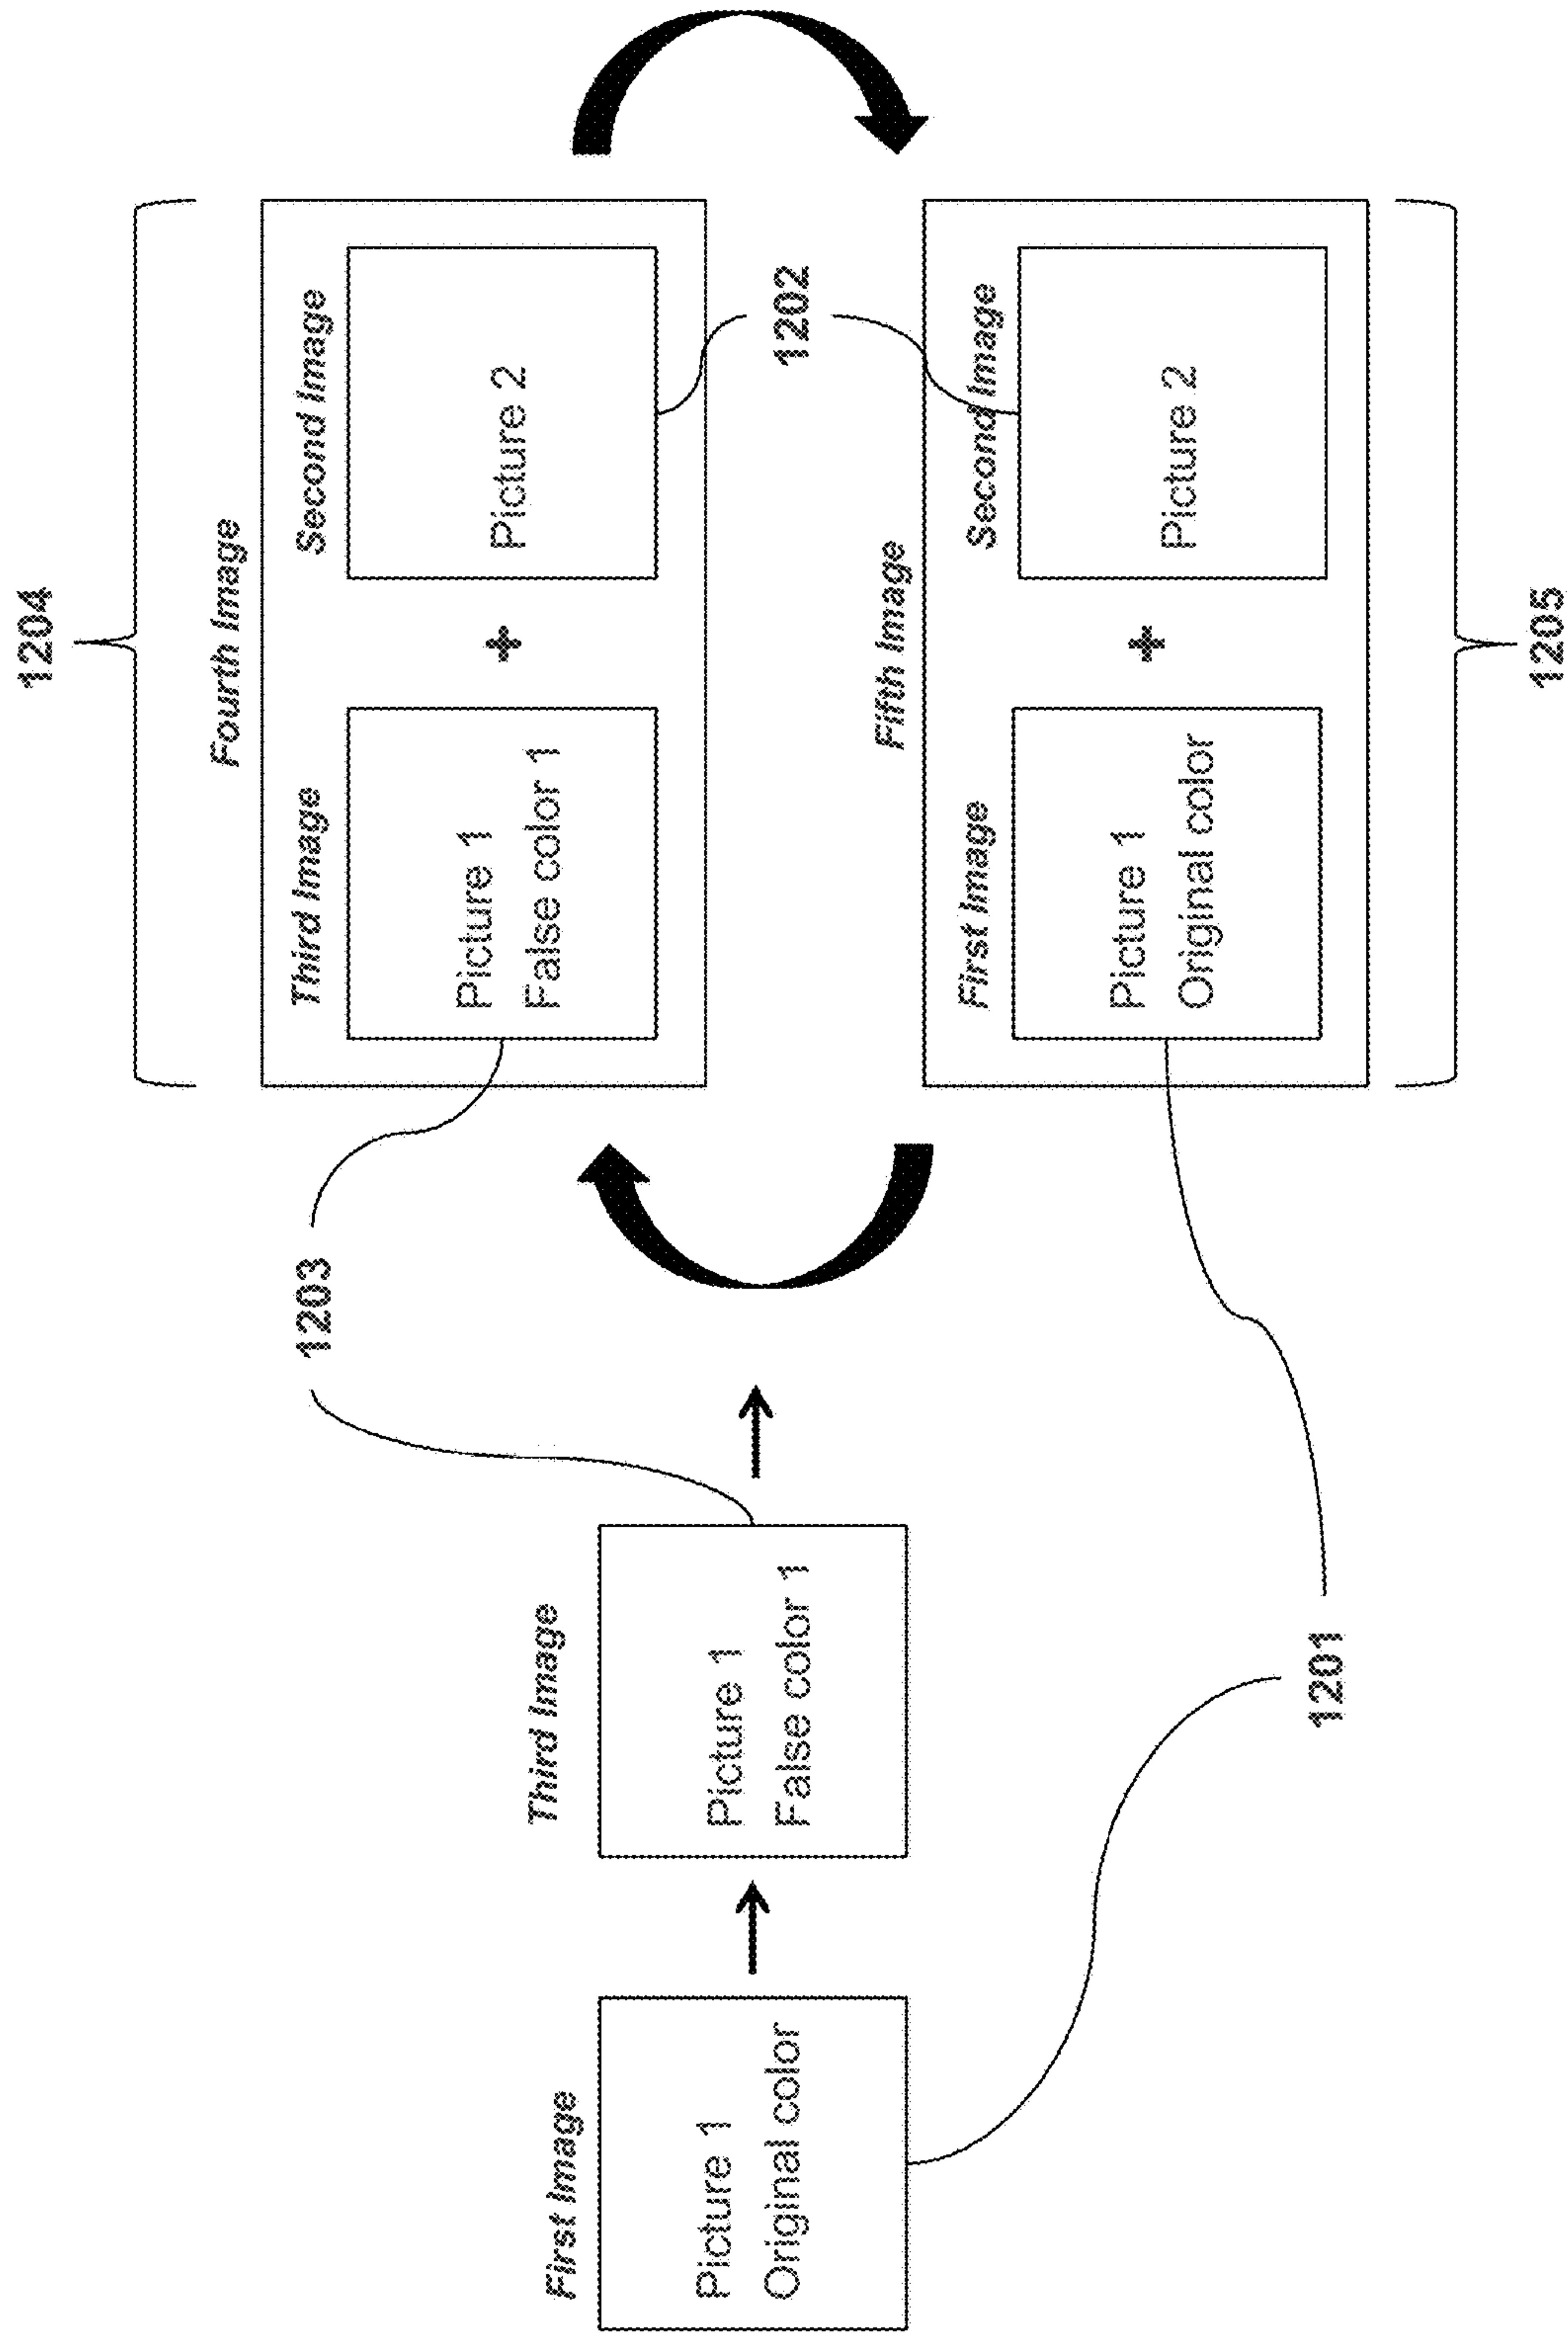 1204
Fourth Image
Third Image
Second Image
Picture 1
False color 1
+
Picture 2
1203
1202
First Image
Third Image
Picture 1
Original color
Picture 1
False color 1
Fifth Image
First Image
Second Image
Picture 1
Original color
+
Picture 2
1201
1205